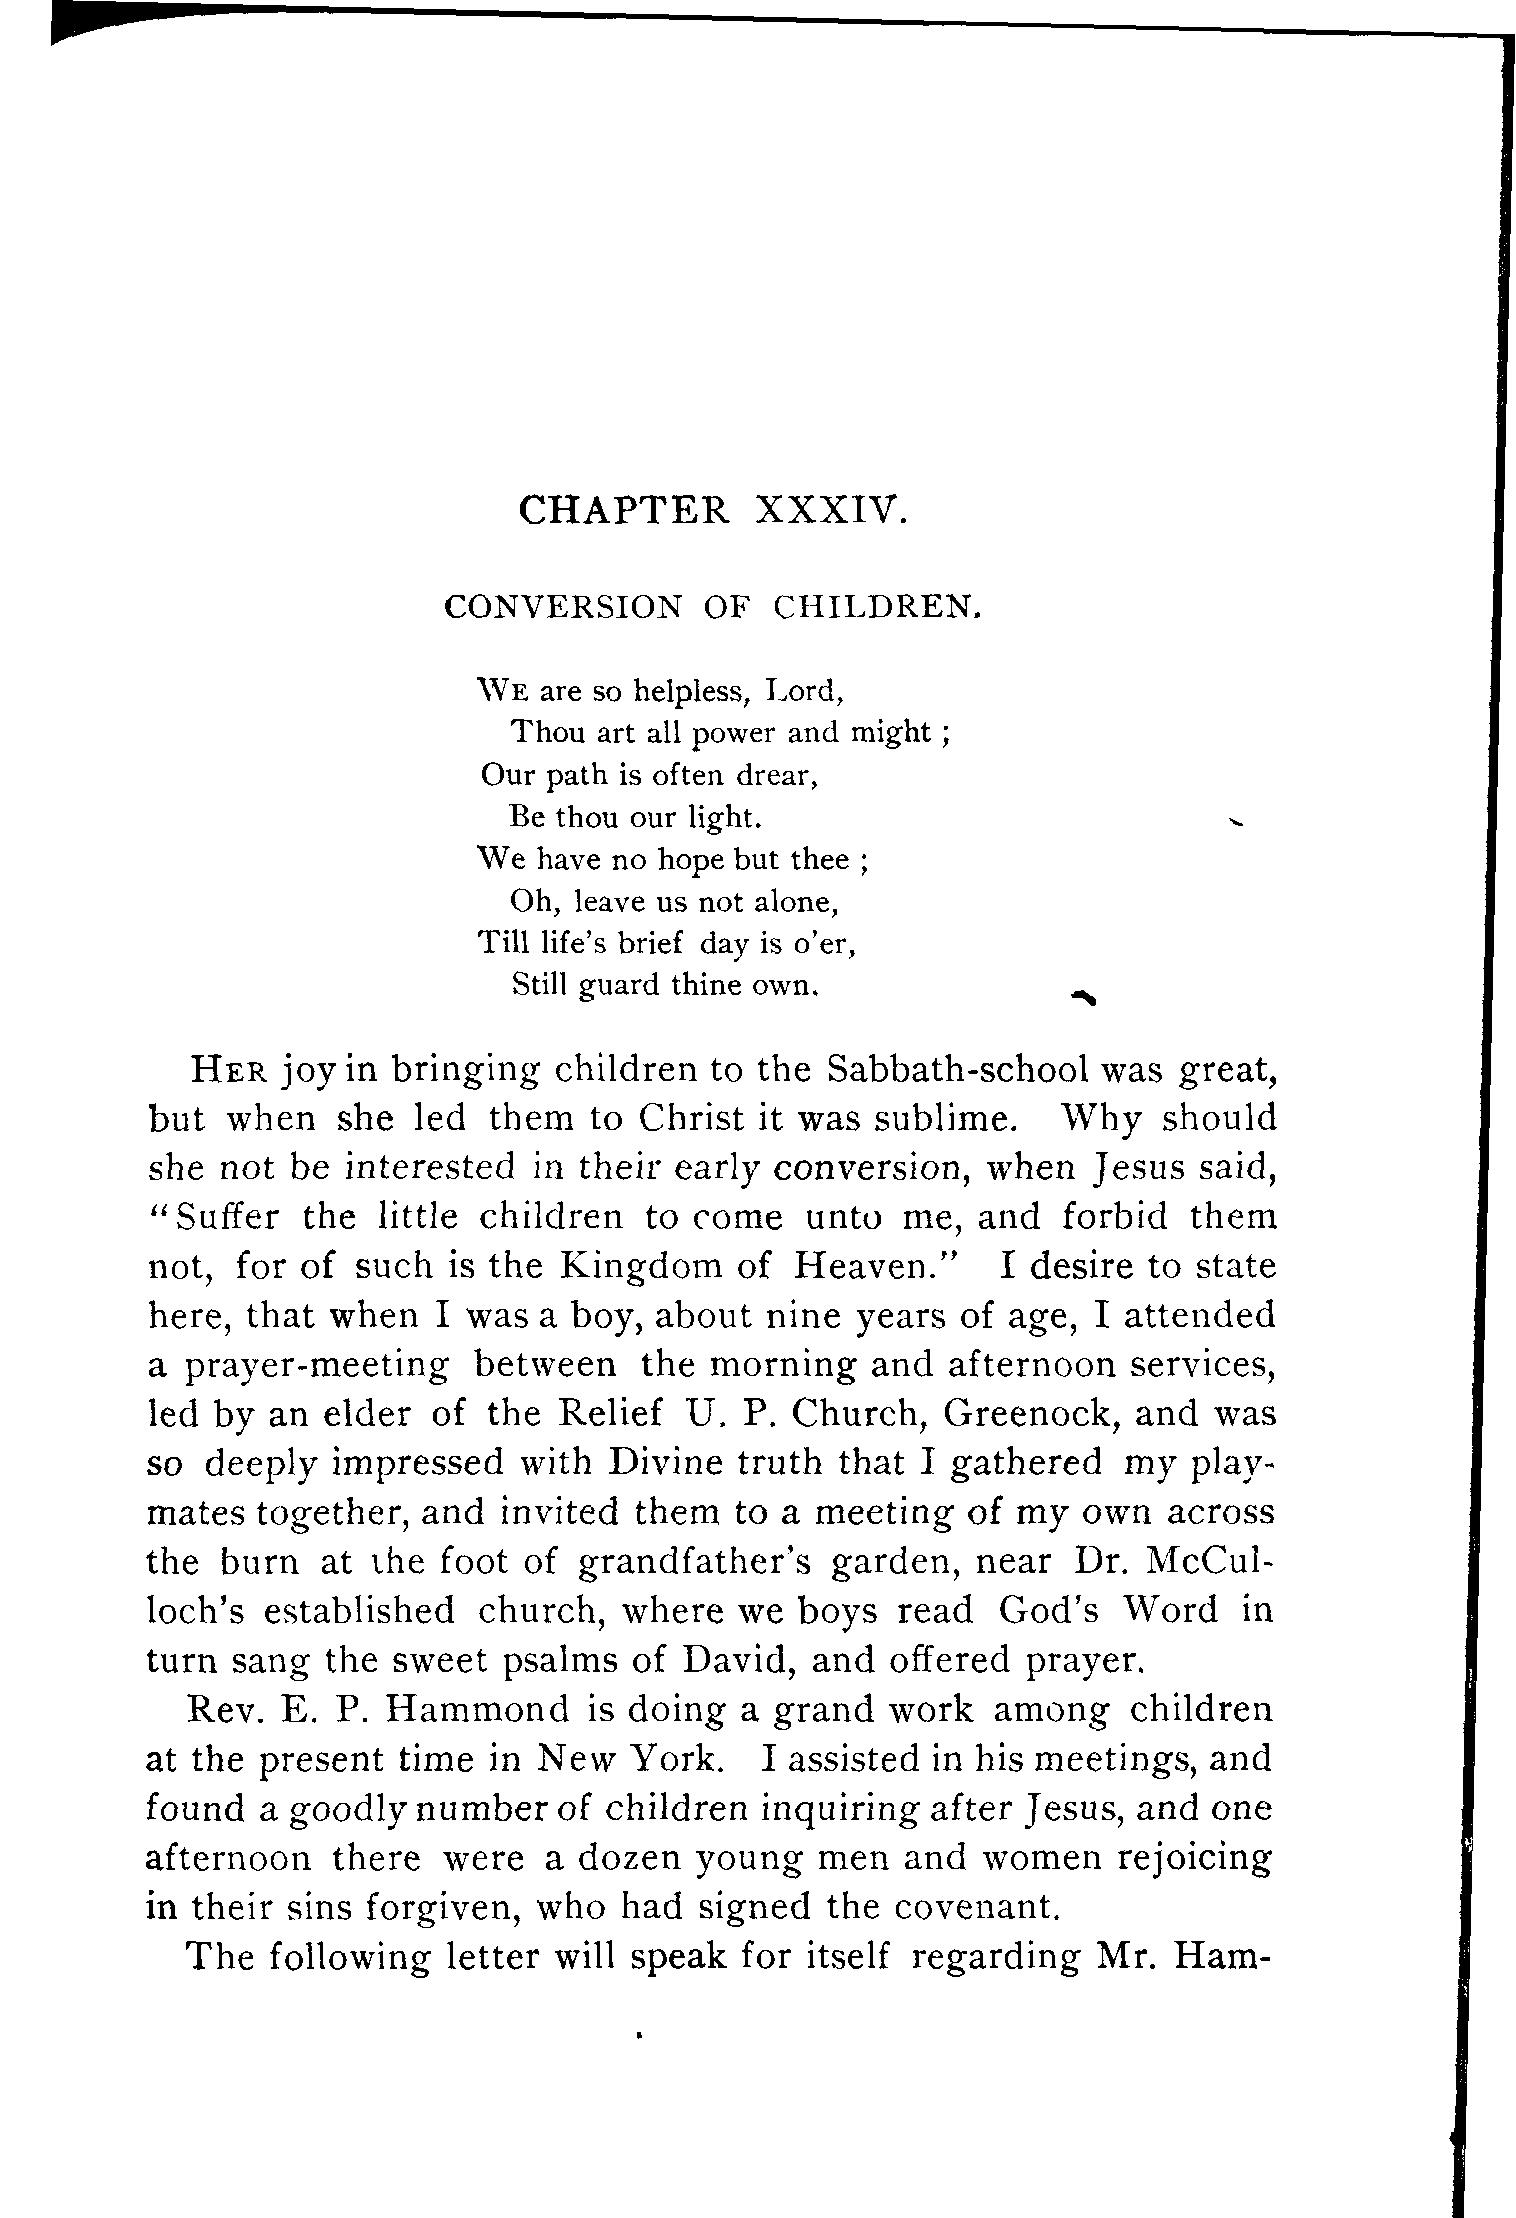 CHAPTER XXXIV.
CONVERSION OF CHILDREN.
WE are so helpless, Lord,
Thou art all power and might ;
Our path is often drear,
Be thou our light.
We have no hope but thee ;
Oh, leave us not alone,
Till life's brief day is o'er,
Still guard thine own.
HER joy in bringing children to the Sabbath-school was great,
but when she led them to Christ it was sublime. Why should
she not be interested in their early conversion, when Jesus said,
"Suffer the little children to come unto me, and forbid them
not, for of such is the Kingdom of Heaven." I desire to state
here, that when I was a boy, about nine years of age, I attended
a prayer-meeting between the morning and afternoon services,
led by an elder of the Relief U. P. Church, Greenock, and was
so deeply impressed with Divine truth that I gathered my play-
mates together, and invited them to a meeting of my own across
the burn at the foot of grandfather's garden, near Dr. McCul-
loch's established church, where we boys read God's Word in
turn sang the sweet psalms of David, and offered prayer.
Rev. E. P. Hammond is doing a grand work among children
at the present time in New York. I assisted in his meetings, and
found a goodly number of children inquiring after Jesus, and one
afternoon there were a dozen young men and women rejoicing
in their sins forgiven, who had signed the covenant.
The following letter will speak for itself regarding Mr. Ham-